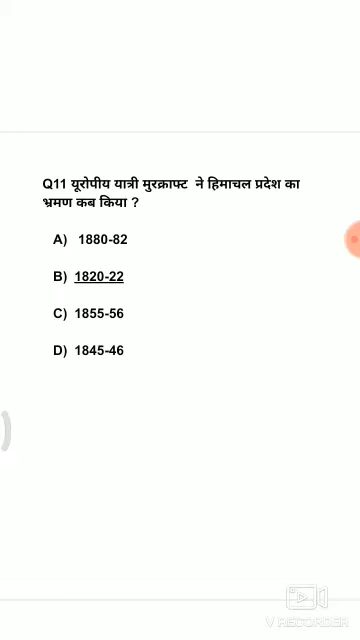 Q11 यूरोपीय यात्री मुरक्राफ्ट ने हिमाचल प्रदेश का
भ्रमण कब किया ?
A) 1880-82
B) 1820-22
C) 1855-56
D) 1845-46
V RECORDER